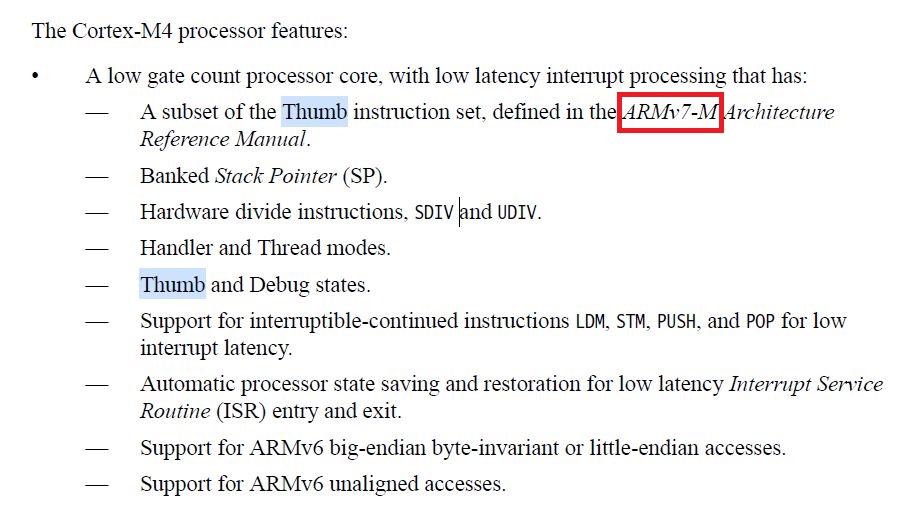 The Cortex-M4 processor features:
• A low gate count processor core, with low latency interrupt processing that has:
— A subset of the Thumb instruction set, defined in the ARMv7-M Architecture
Reference Manual.
— Banked Stack Pointer (SP).
— Hardware divide instructions, SDIV and UDIV.
— Handler and Thread modes.
— Thumb and Debug states.
— Support for interruptible-continued instructions LDM, STM, PUSH, and POP for low
interrupt latency.
— Automatic processor state saving and restoration for low latency Interrupt Service
Routine (ISR) entry and exit.
— Support for ARMv6 big-endian byte-invariant or little-endian accesses.
— Support for ARMv6 unaligned accesses.